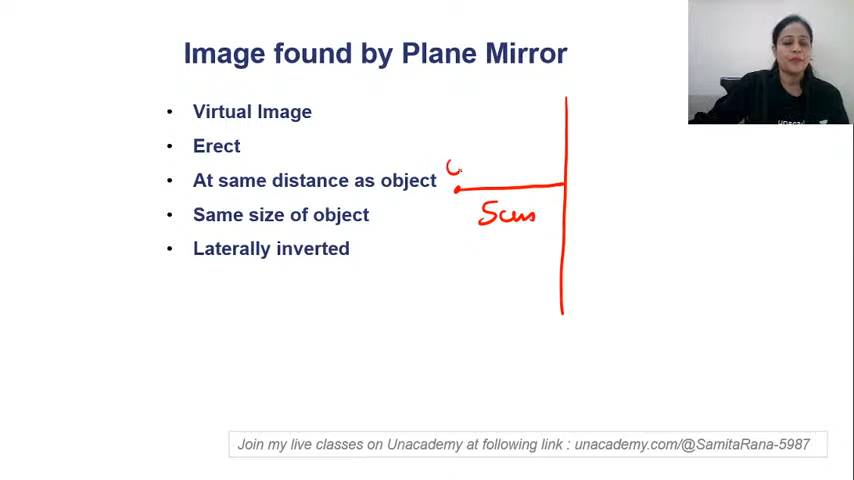 Image found by Plane Mirror
• Virtual Image
• Erect
• At same distance as object
• Same size of object
• Laterally inverted
5cm
Join my live classes on Unacademy at following link : unacademy.com/@SamitaRana-5987